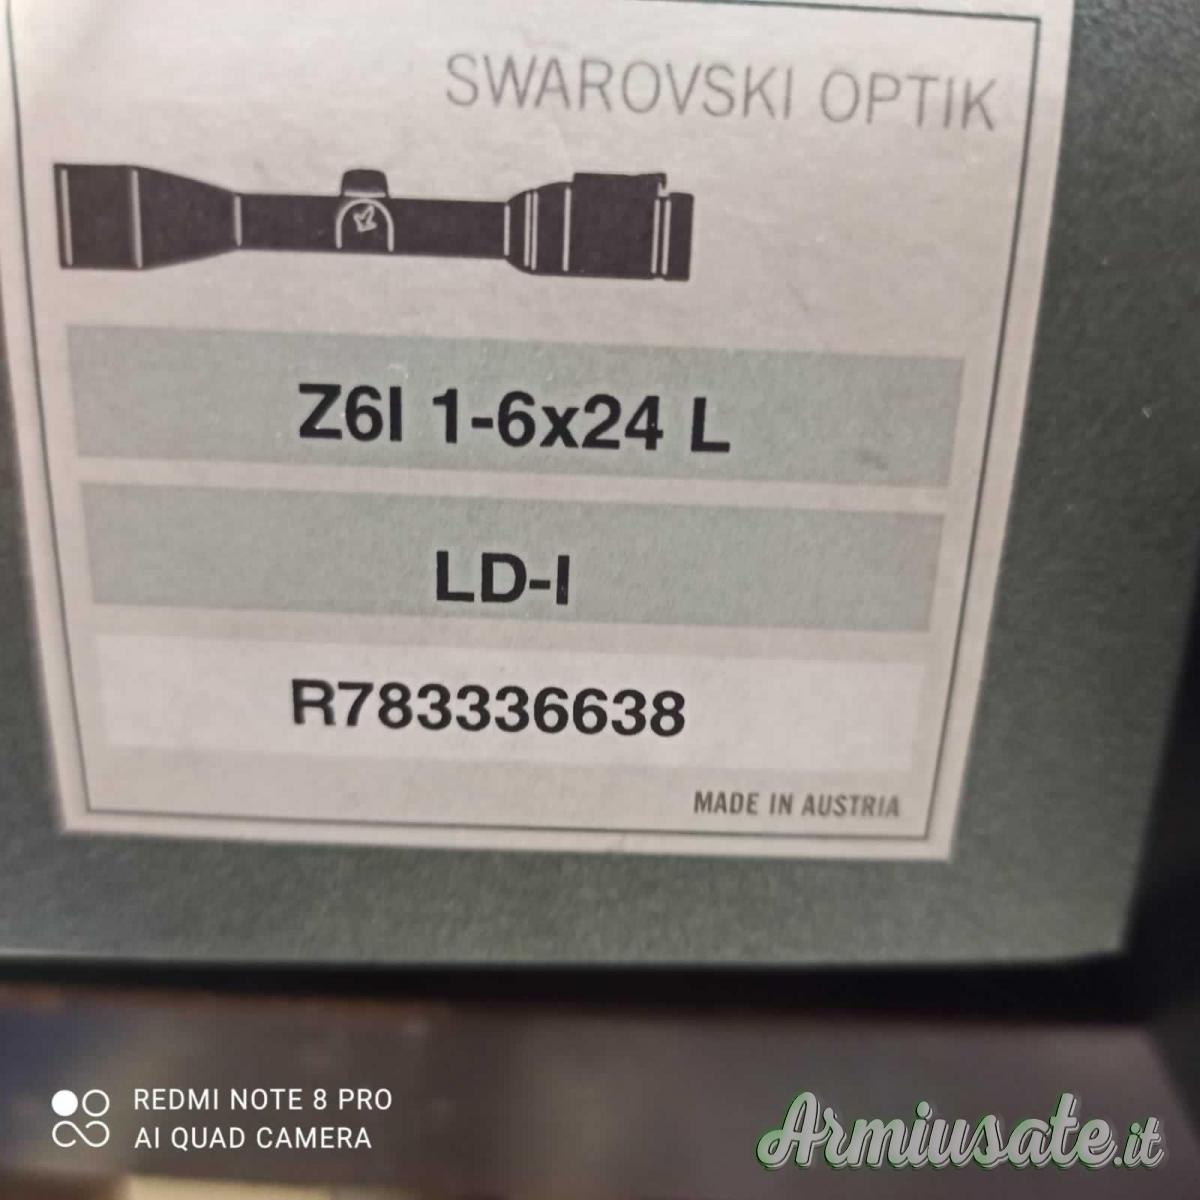 SWAROVSKI OPTIK
Z6I 1-6x24 L
LD-I
R783336638
MADE IN AUSTRIA
REDMI NOTE 8 PRO
AI QUAD CAMERA
Armiusate.it